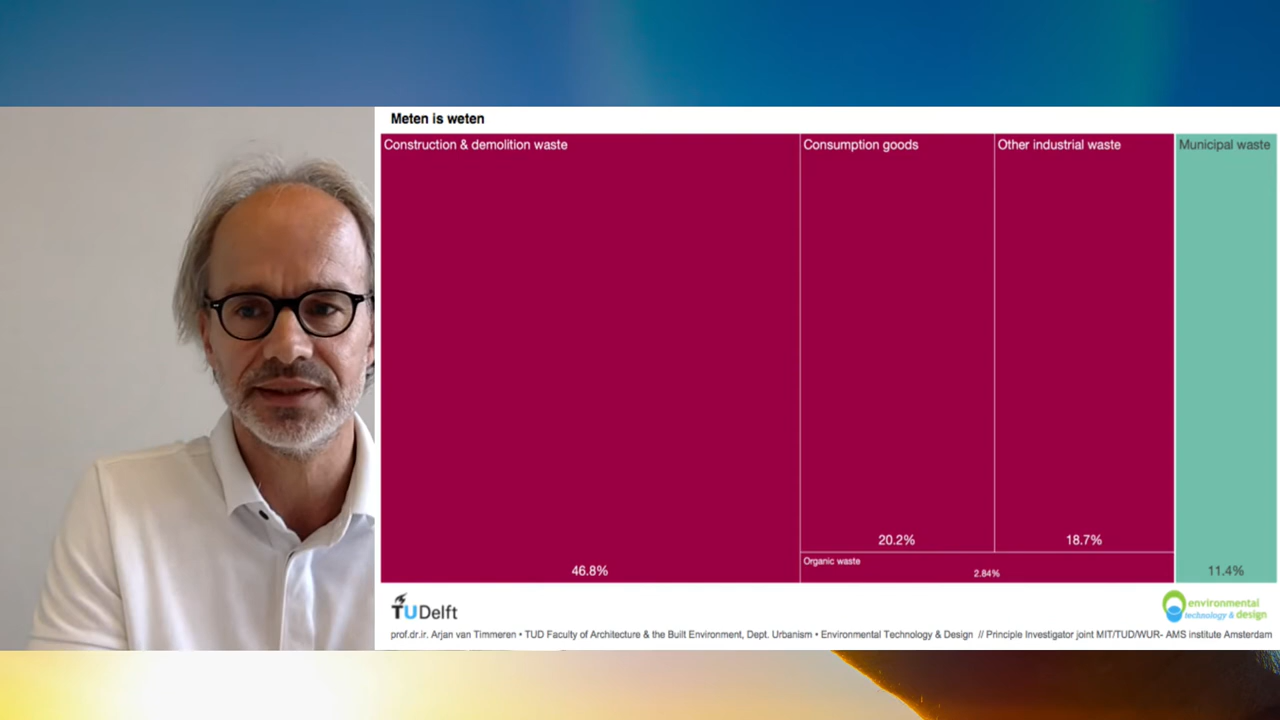 Meten is weten
Construction & demolition waste
46.8%
Consumption goods
20.2%
Other industrial waste
18.7%
Organic waste
2.84%
Municipal waste
11.4%
TUDelft
environmental
technology & design
prof.dr.ir. Arjan van Timmeren • TUD Faculty of Architecture & the Built Environment, Dept. Urbanism • Environmental Technology & Design // Principle Investigator joint MIT/TUD/WUR- AMS institute Amsterdam